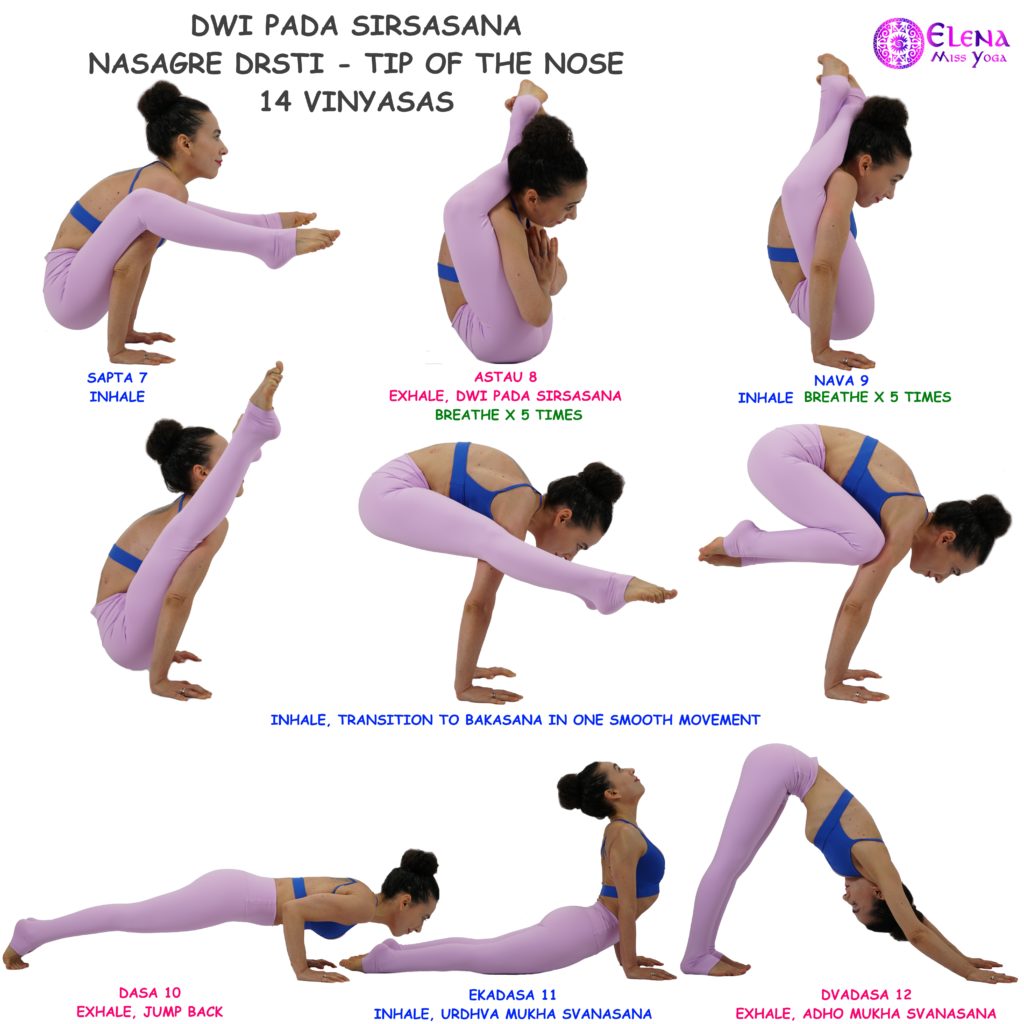 DWI PADA SIRSASANA
NASAGRE DRSTI - TIP OF THE NOSE
14 VINYASAS
ELENA
MISS YOGA
SAPTA 7
INHALE
ASTAU 8
EXHALE, DWI PADA SIRSASANA
BREATHE X 5 TIMES
NAVA 9
INHALE BREATHE X 5 TIMES
INHALE, TRANSITION TO BAKASANA IN ONE SMOOTH MOVEMENT
DASA 10
EXHALE, JUMP BACK
EKADASA 11
INHALE, URDHVA MUKHA SVANASANA
DVADASA 12
EXHALE, ADHO MUKHA SVANASANA